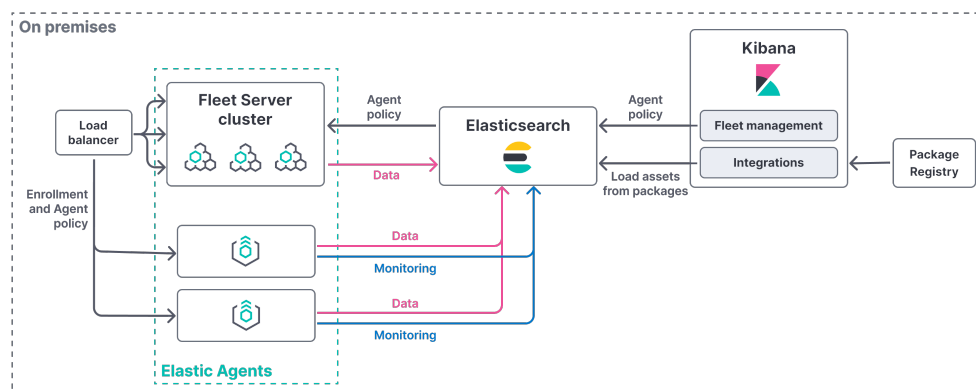 On premises
Kibana
Fleet Server
cluster
Agent
policy
Agent
policy
Load
balancer
Elasticsearch
Fleet management
Integrations
Package
Registry
Data
Load assets
from packages
Enrollment
and Agent
policy
Data
Monitoring
Data
Monitoring
Elastic Agents